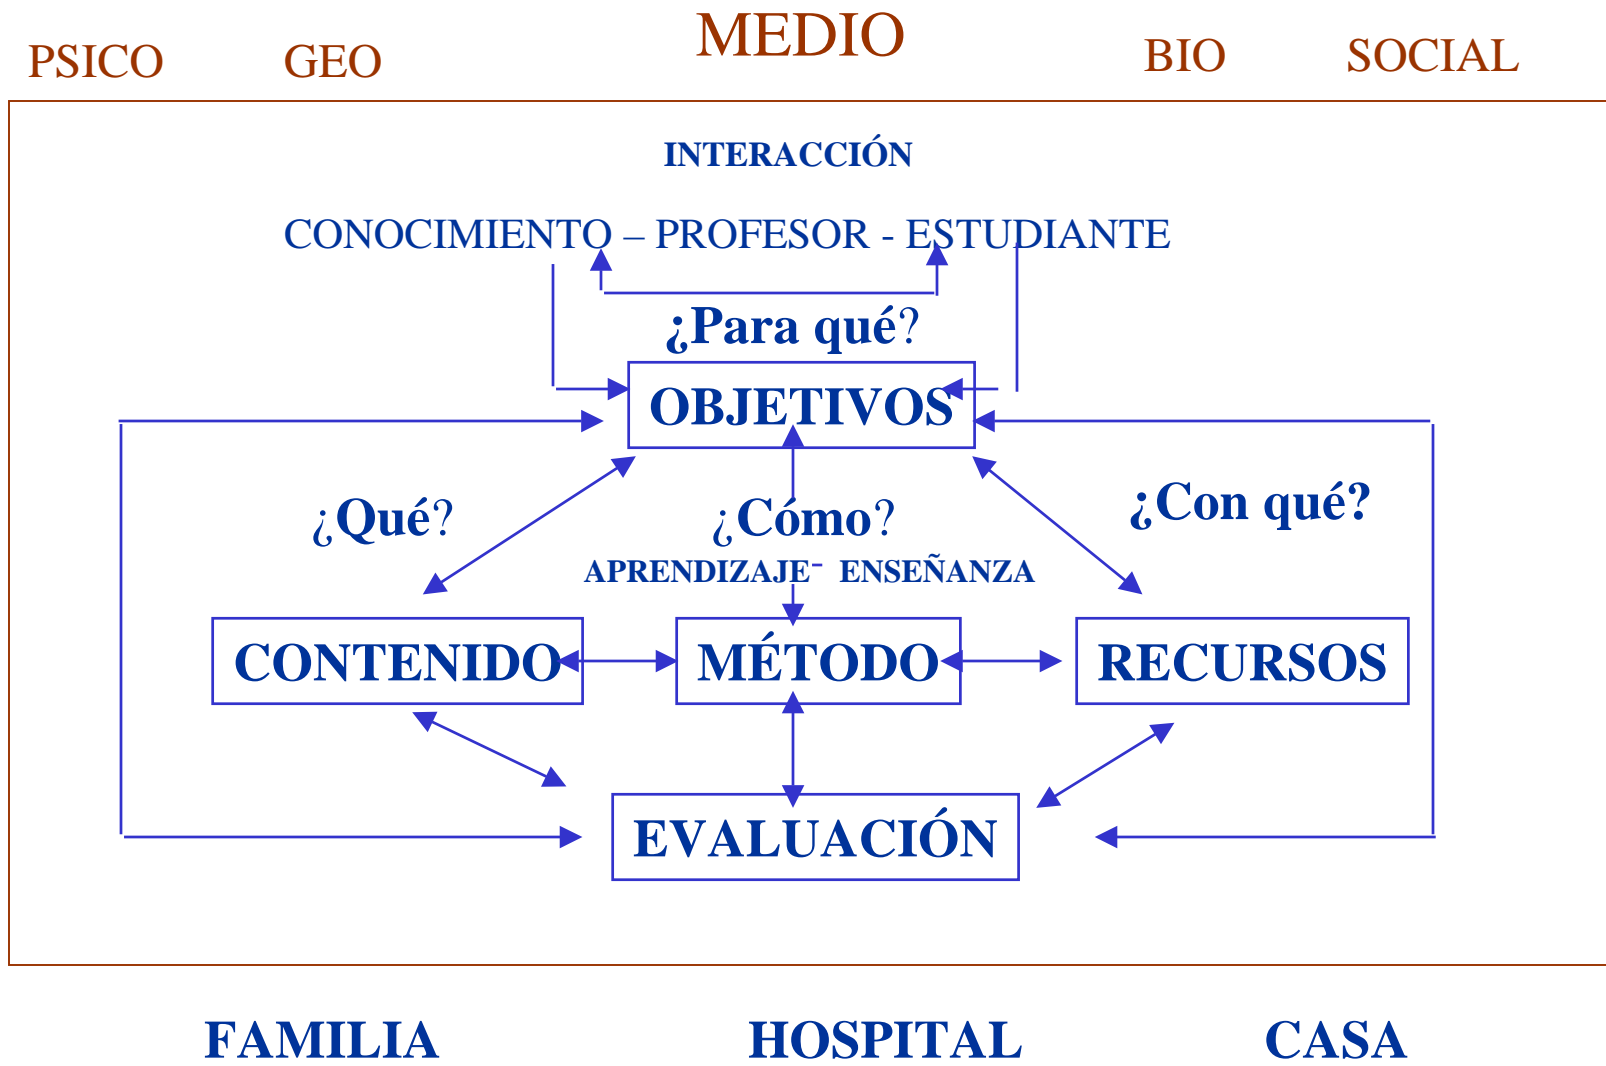 PSICO GEO MEDIO BIO SOCIAL
INTERACCIÓN
CONOCIMIENTO – PROFESOR - ESTUDIANTE
¿Para qué?
OBJETIVOS
¿Qué? ¿Cómo? ¿Con qué?
APRENDIZAJE- ENSEÑANZA
CONTENIDO MÉTODO RECURSOS
EVALUACIÓN
FAMILIA HOSPITAL CASA